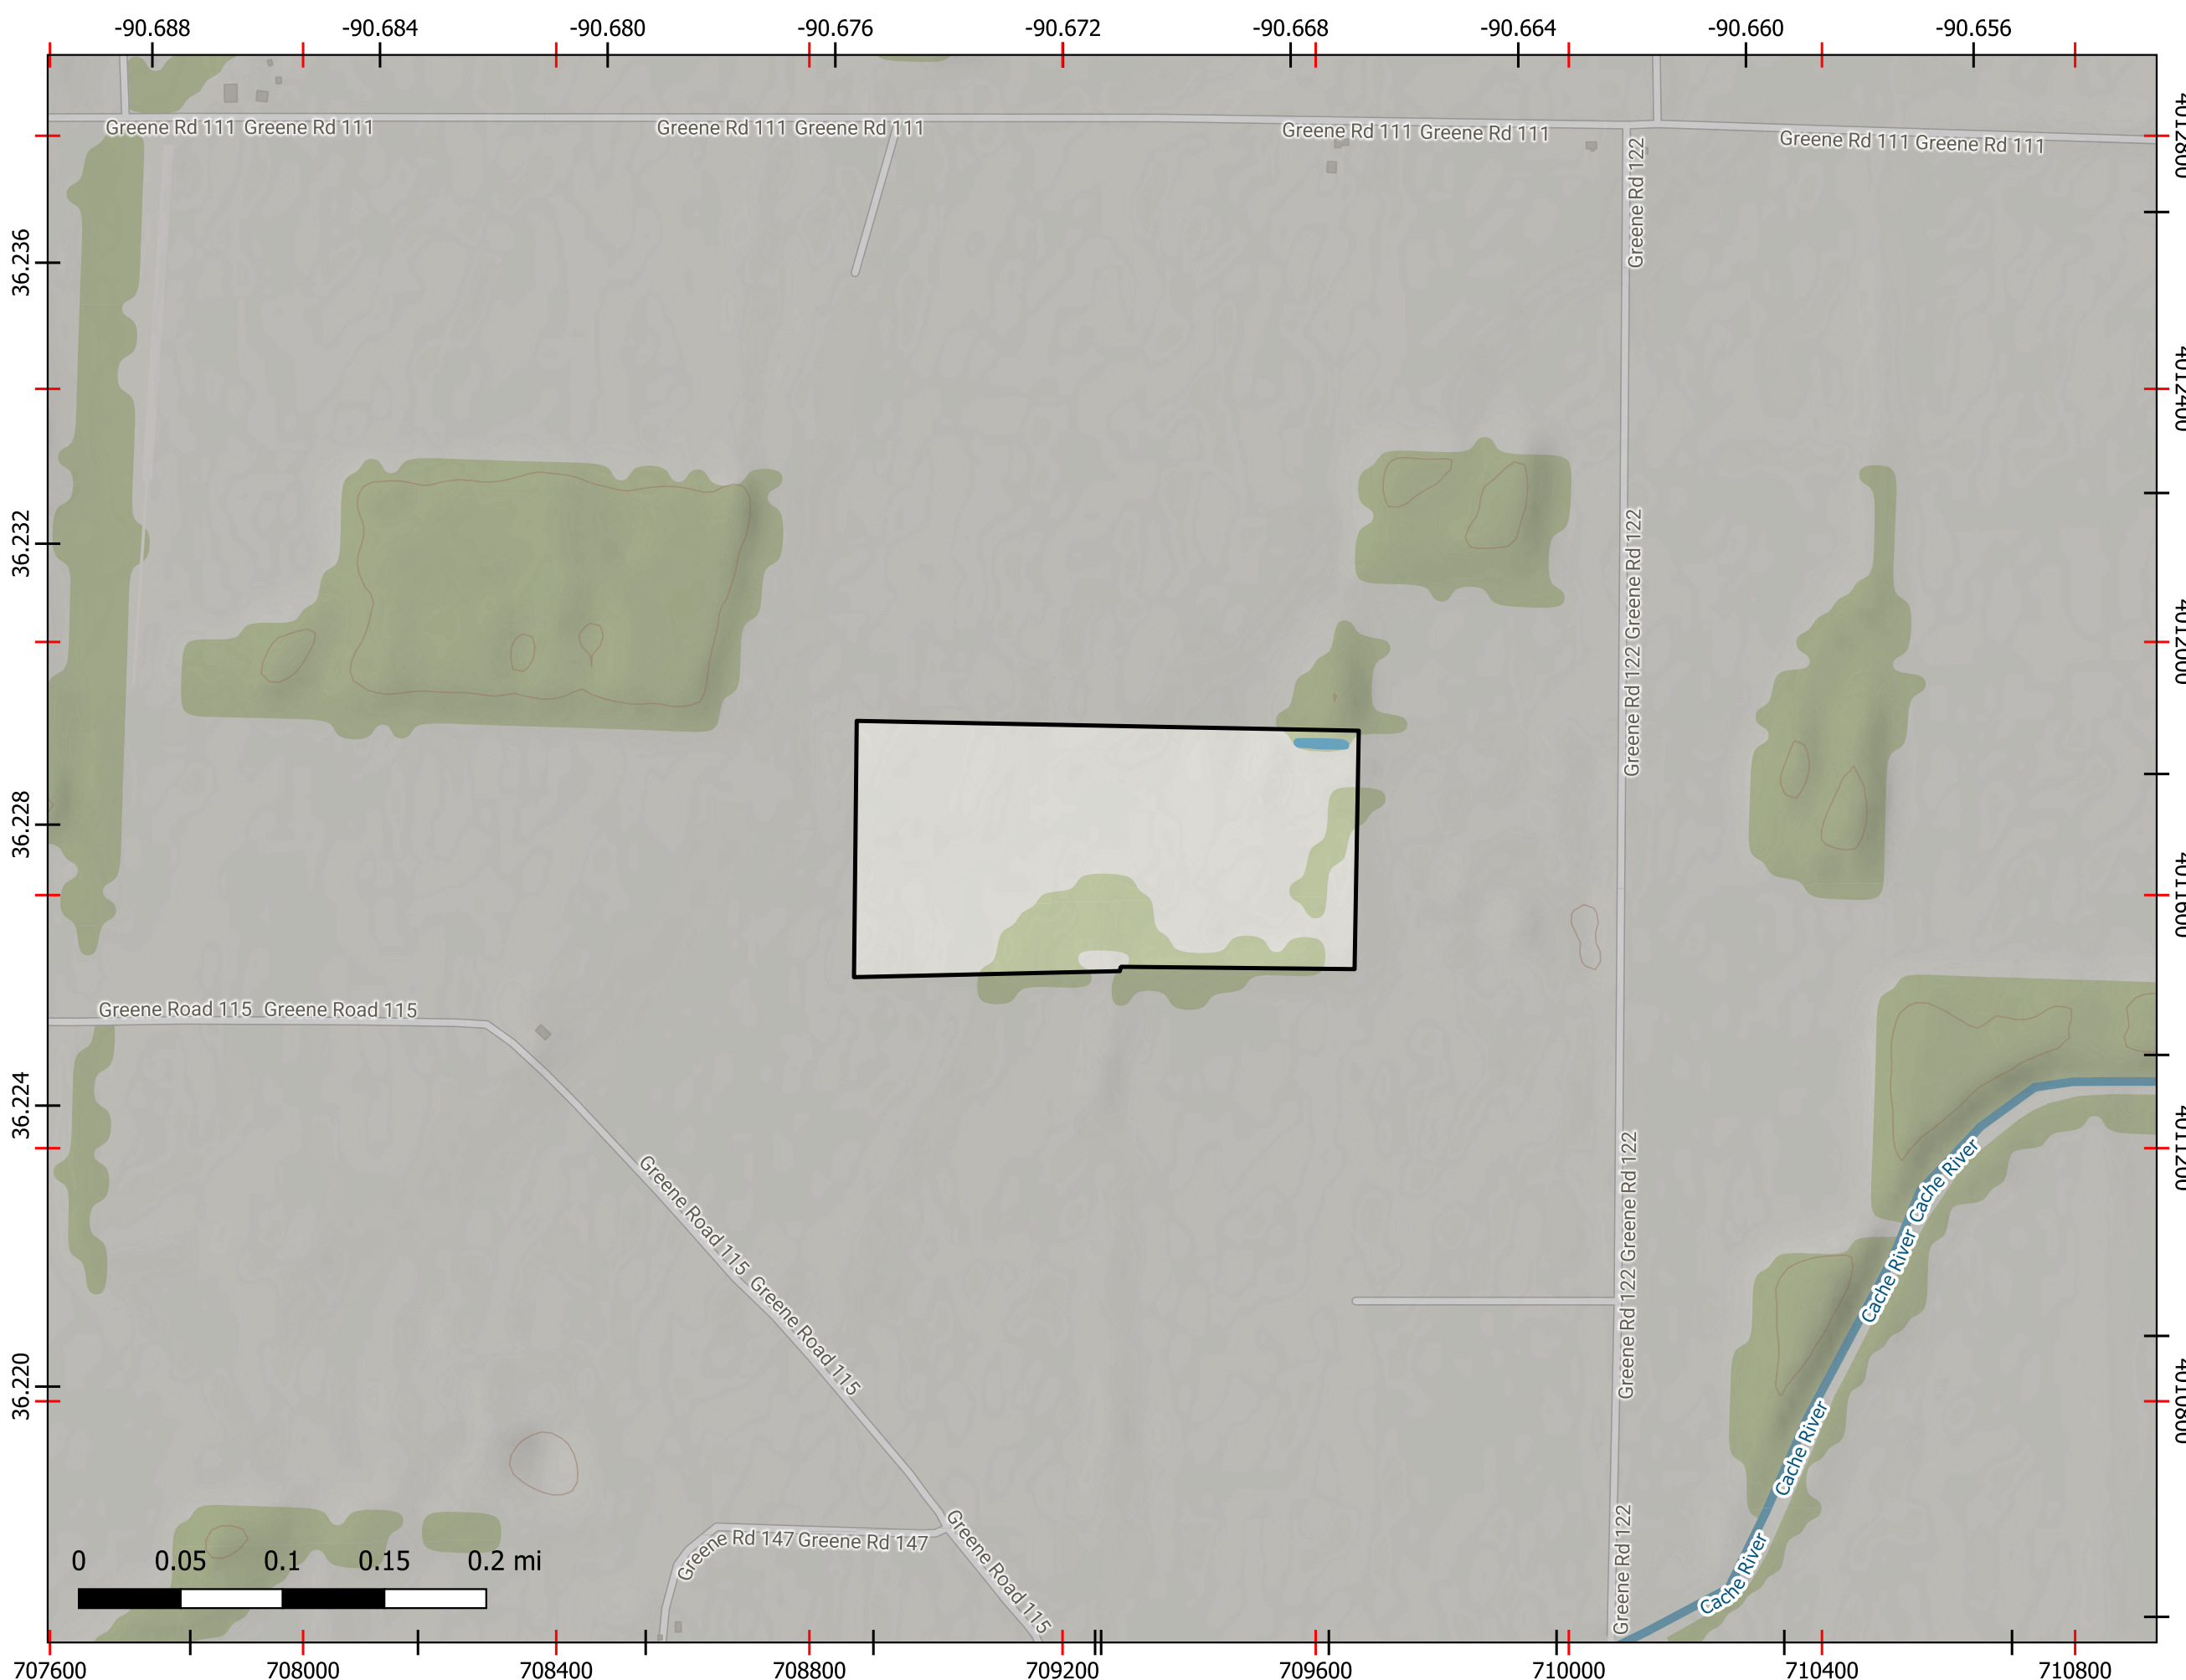 -90.688 -90.684 -90.680 -90.676 -90.672 -90.668 -90.664 -90.660 -90.656
Greene Rd 111 Greene Rd 111
Greene Rd 111 Greene Rd 111
Greene Rd 111 Greene Rd 111
Greene Rd 111 Greene Rd 111
4012800
Greene Rd 122
36.236
4012400
36.232
Greene Rd 122 Greene Rd 122
4012000
36.228
4011600
Greene Road 115 Greene Road 115
36.224
4011200
Greene Road 115 Greene Road 115
Greene Rd 122 Greene Rd 122
Cache River Cache River
36.220
4010800
Cache River
Greene Rd 147 Greene Rd 147
Greene Road 115
Greene Rd 122
Cache River
0 0.05 0.1 0.15 0.2 mi
707600 708000 708400 708800 709200 709600 710000 710400 710800